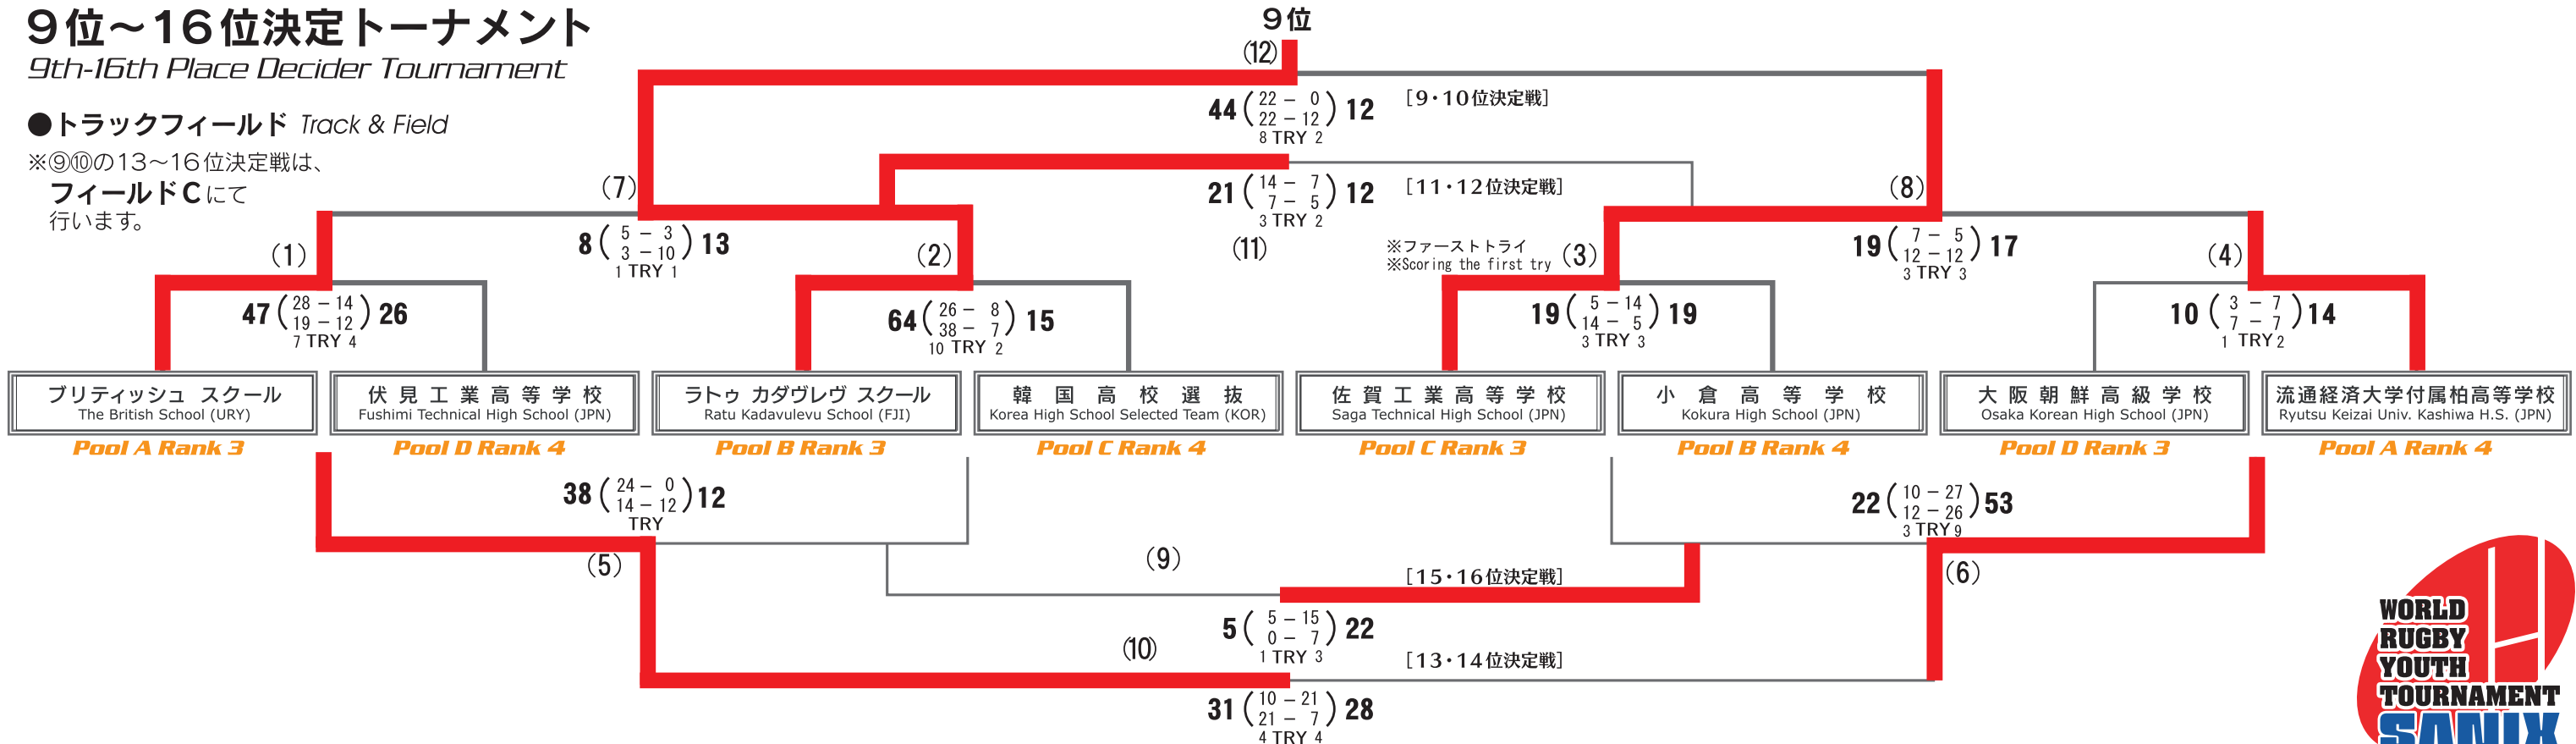 9位～16位決定トーナメント
9th-16th Place Decider Tournament
●トラックフィールド Track & Field
※⑨⑩の13～16位決定戦は、
フィールドCにて
行います。
9位
(12)
44 ( 22 － 0 ) 12 [9・10位決定戦]
22 － 12
8 TRY 2
21 ( 14 － 7 ) 12 [11・12位決定戦]
7 － 5
3 TRY 2
(11)
(7)
8 ( 5 － 3 ) 13
3 － 10
1 TRY 1
(8)
19 ( 7 － 5 ) 17
12 － 12
3 TRY 3
(1)
47 ( 28 － 14 ) 26
19 － 12
7 TRY 4
(2)
64 ( 26 － 8 ) 15
38 － 7
10 TRY 2
※ファーストトライ
※Scoring the first try
(3)
19 ( 5 － 14 ) 19
14 － 5
3 TRY 3
(4)
10 ( 3 － 7 ) 14
7 － 7
1 TRY 2
ブリティッシュ スクール
The British School (URY)
Pool A Rank 3
伏見工業高等学校
Fushimi Technical High School (JPN)
Pool D Rank 4
ラトゥ カダヴレヴ スクール
Ratu Kadavulevu School (FJI)
Pool B Rank 3
韓国高校選抜
Korea High School Selected Team (KOR)
Pool C Rank 4
佐賀工業高等学校
Saga Technical High School (JPN)
Pool C Rank 3
小倉高等学校
Kokura High School (JPN)
Pool B Rank 4
大阪朝鮮高級学校
Osaka Korean High School (JPN)
Pool D Rank 3
流通経済大学付属柏高等学校
Ryutsu Keizai Univ. Kashiwa H.S. (JPN)
Pool A Rank 4
38 ( 24 － 0 ) 12
14 － 12
TRY
(5)
22 ( 10 － 27 ) 53
12 － 26
3 TRY 9
(6)
(9)
[15・16位決定戦]
5 ( 5 － 15 ) 22
0 － 7
1 TRY 3
(10)
[13・14位決定戦]
31 ( 10 － 21 ) 28
21 － 7
4 TRY 4
WORLD
RUGBY
YOUTH
TOURNAMENT
SANIX